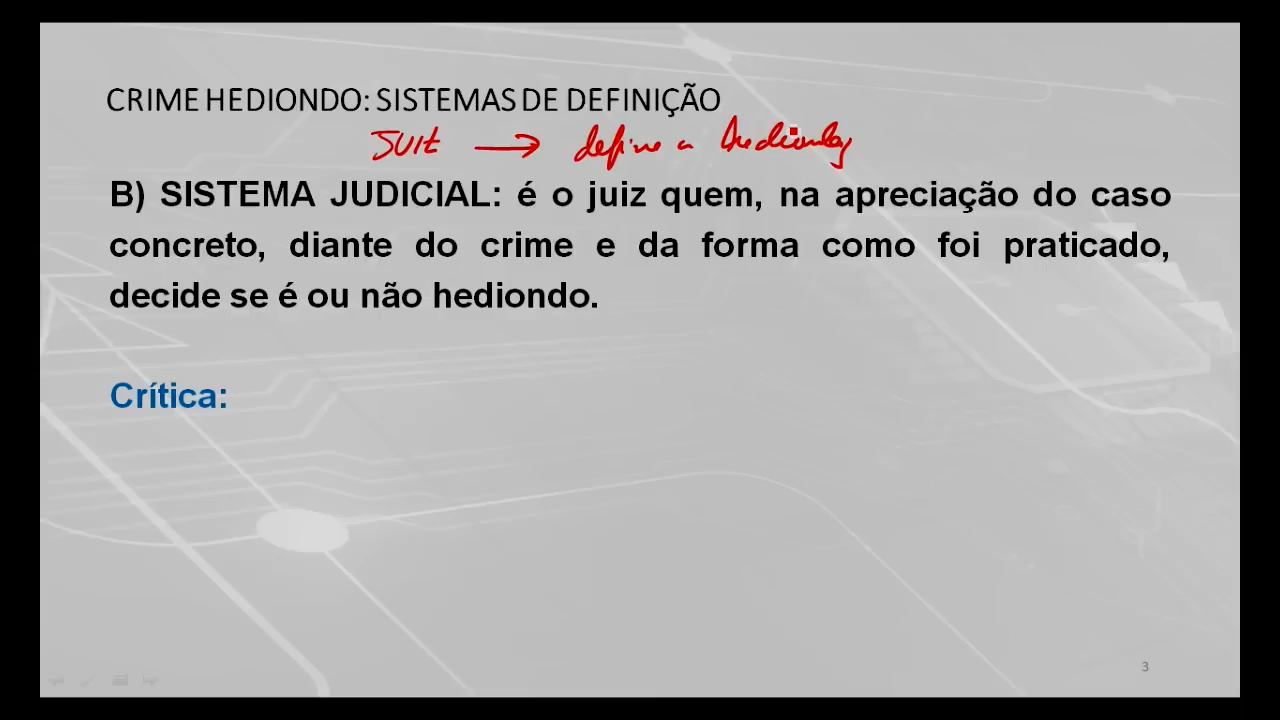 CRIME HEDIONDO: SISTEMAS DE DEFINIÇÃO
JUIZ → define a hediondez
B) SISTEMA JUDICIAL: é o juiz quem, na apreciação do caso
concreto, diante do crime e da forma como foi praticado,
decide se é ou não hediondo.
Crítica:
3